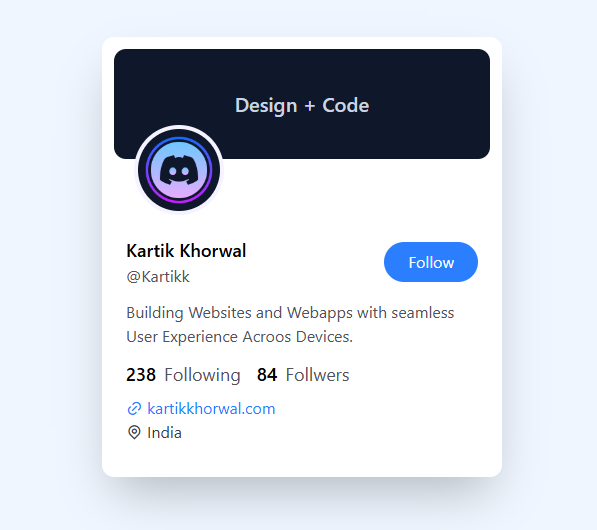 Design + Code
Kartik Khorwal
Follow
@Kartikk
Building Websites and Webapps with seamless
User Experience Acroos Devices.
238 Following 84 Follwers
kartikkhorwal.com
India